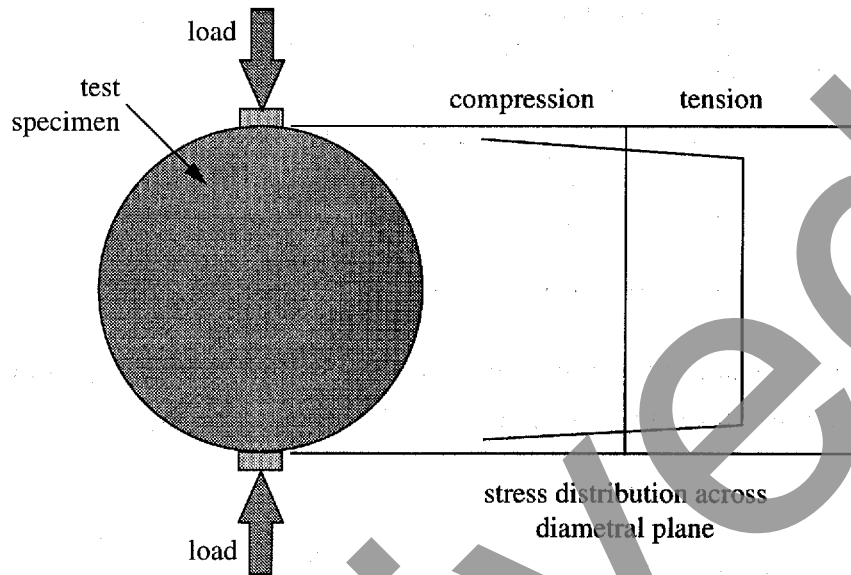 load
test
specimen
compression
tension
stress distribution across
diametral plane
load